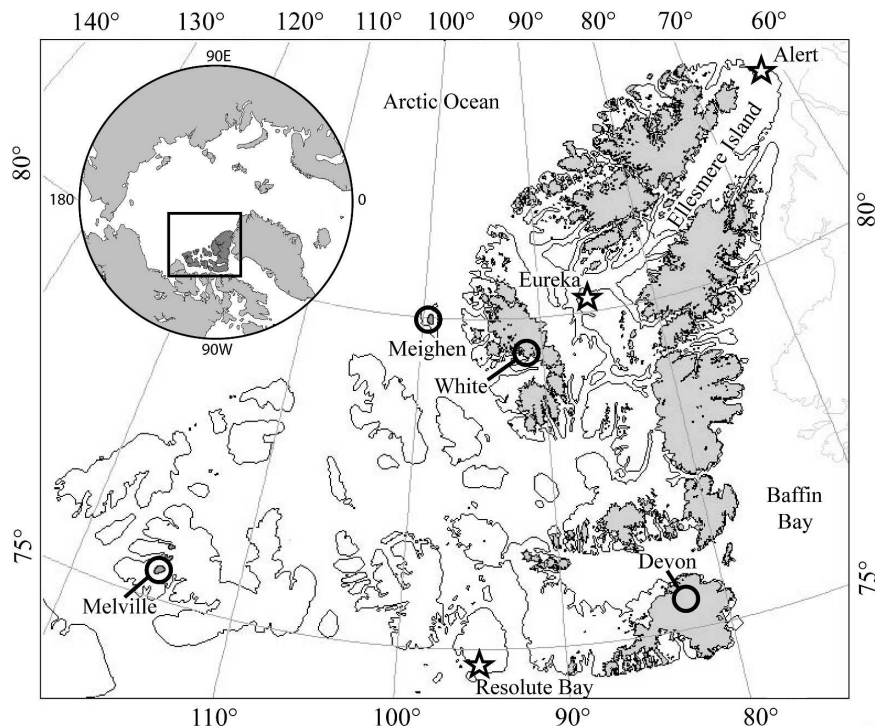 140° 130° 120° 110° 100° 90° 80° 70° 60°
90E
180
0
90W
Arctic Ocean
Alert
Ellesmere Island
80°
80°
Eureka
Meighen
White
Baffin
Bay
Devon
75°
75°
Melville
Resolute Bay
110° 100° 90° 80°